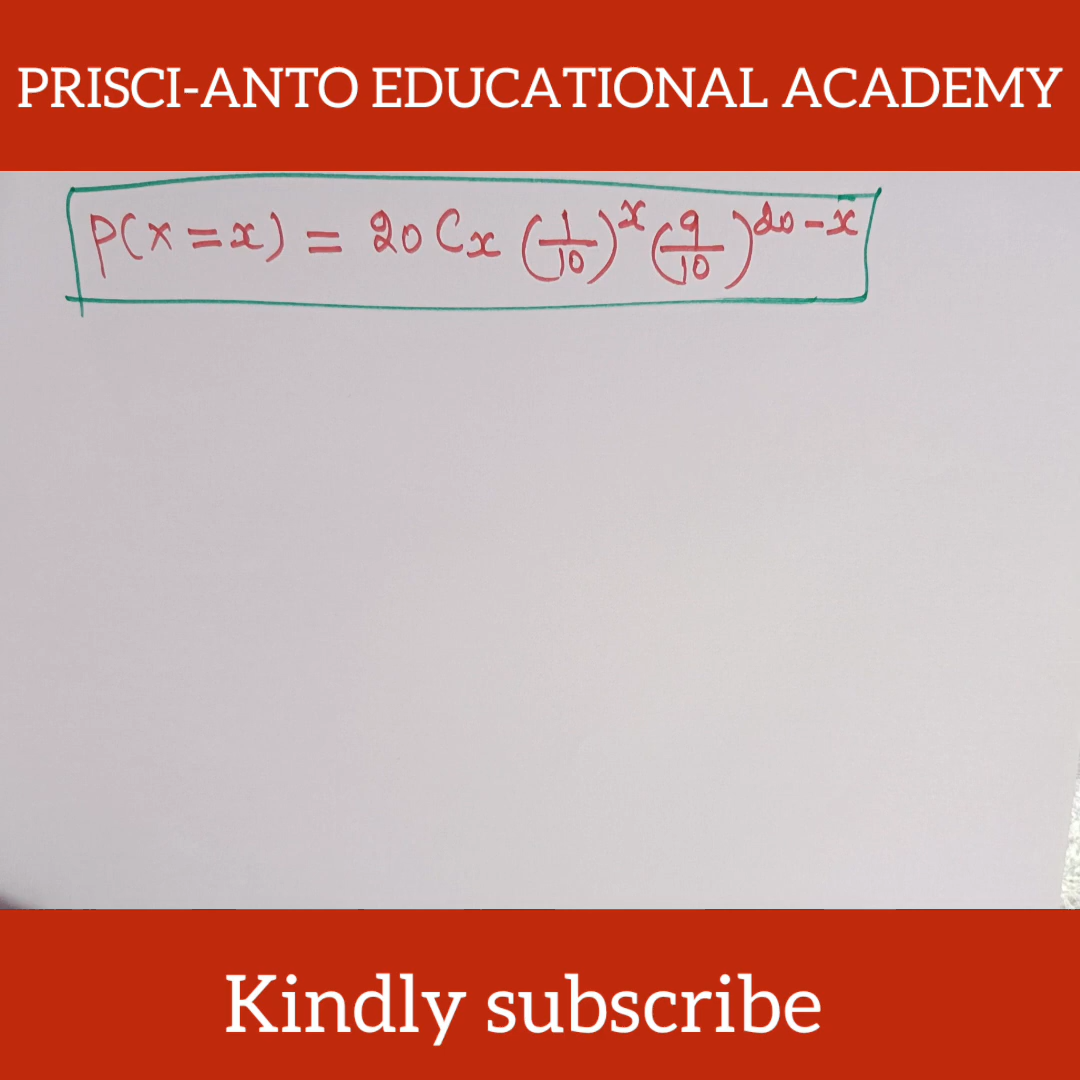 PRISCI-ANTO EDUCATIONAL ACADEMY
P(x=x) = 20Cx (1/10)^x (9/10)^20-x
Kindly subscribe